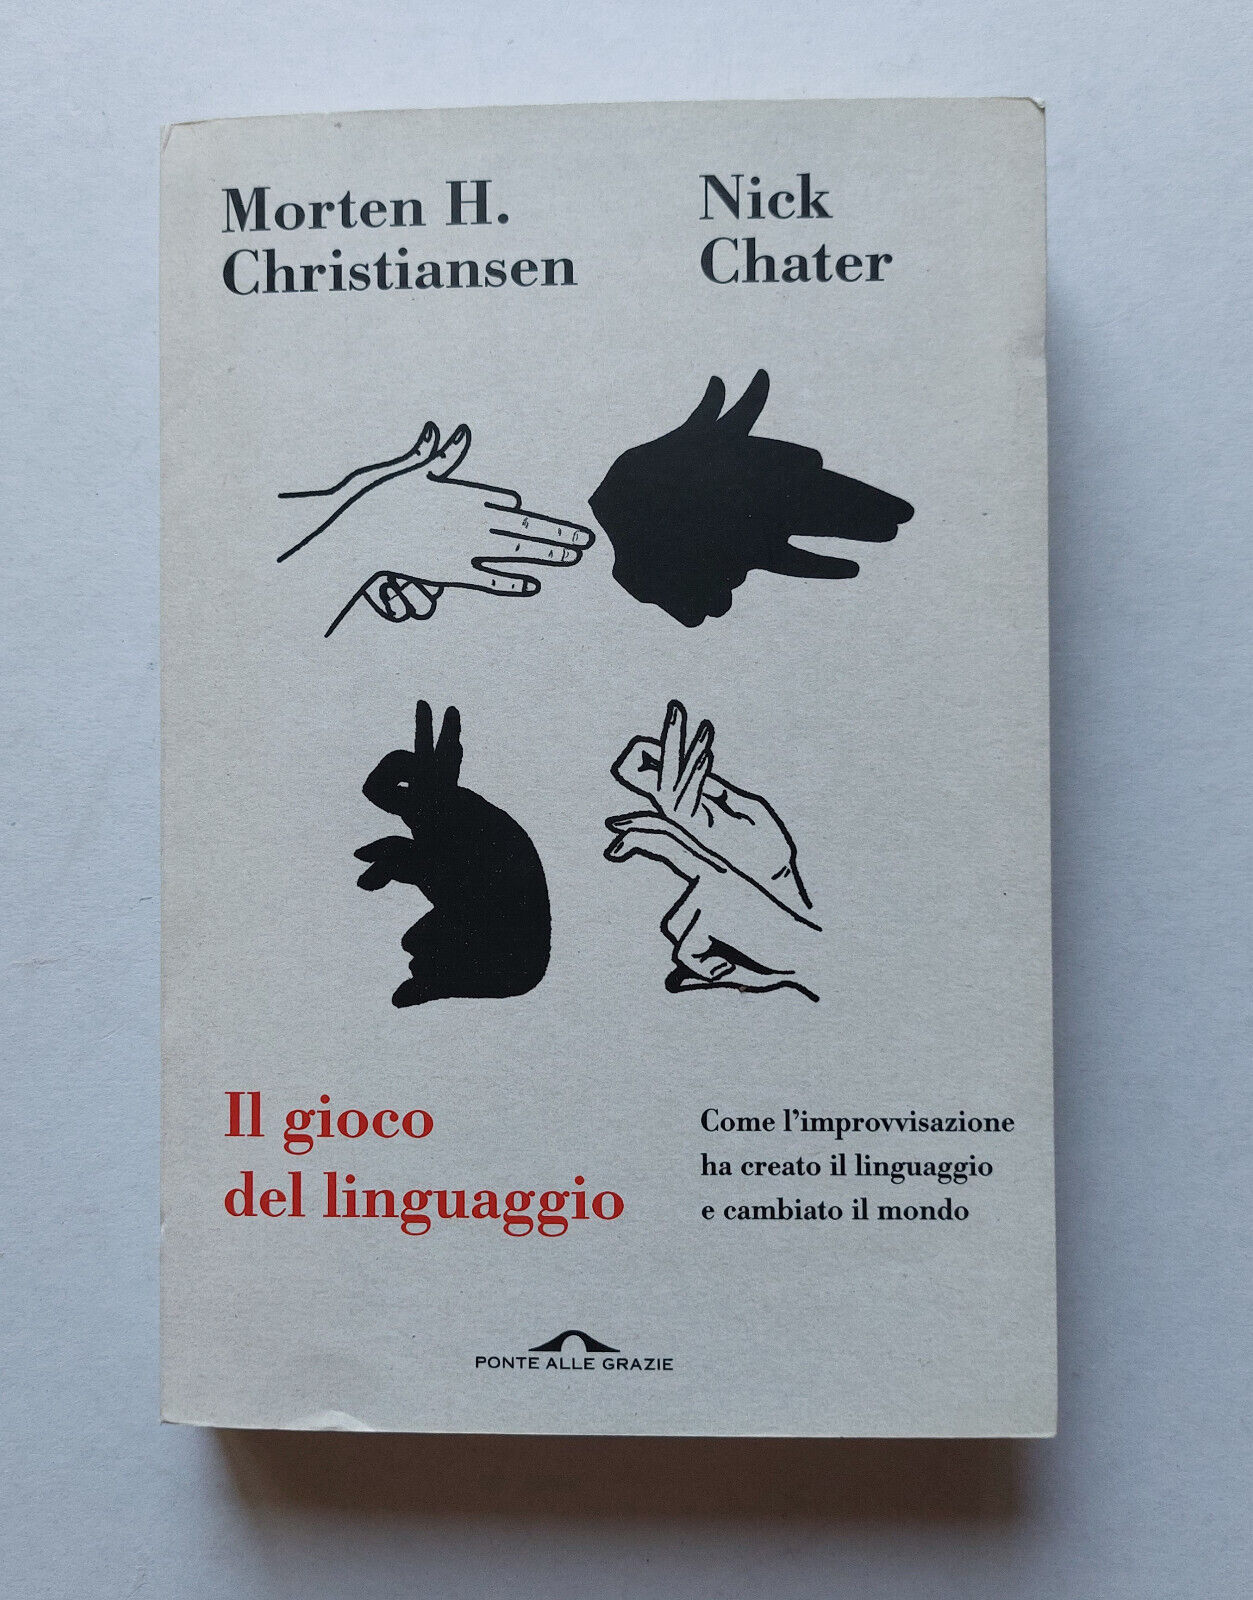 Morten H.
Christiansen
Nick
Chater
Il gioco
del linguaggio
Come l'improvvisazione
ha creato il linguaggio
e cambiato il mondo
PONTE ALLE GRAZIE